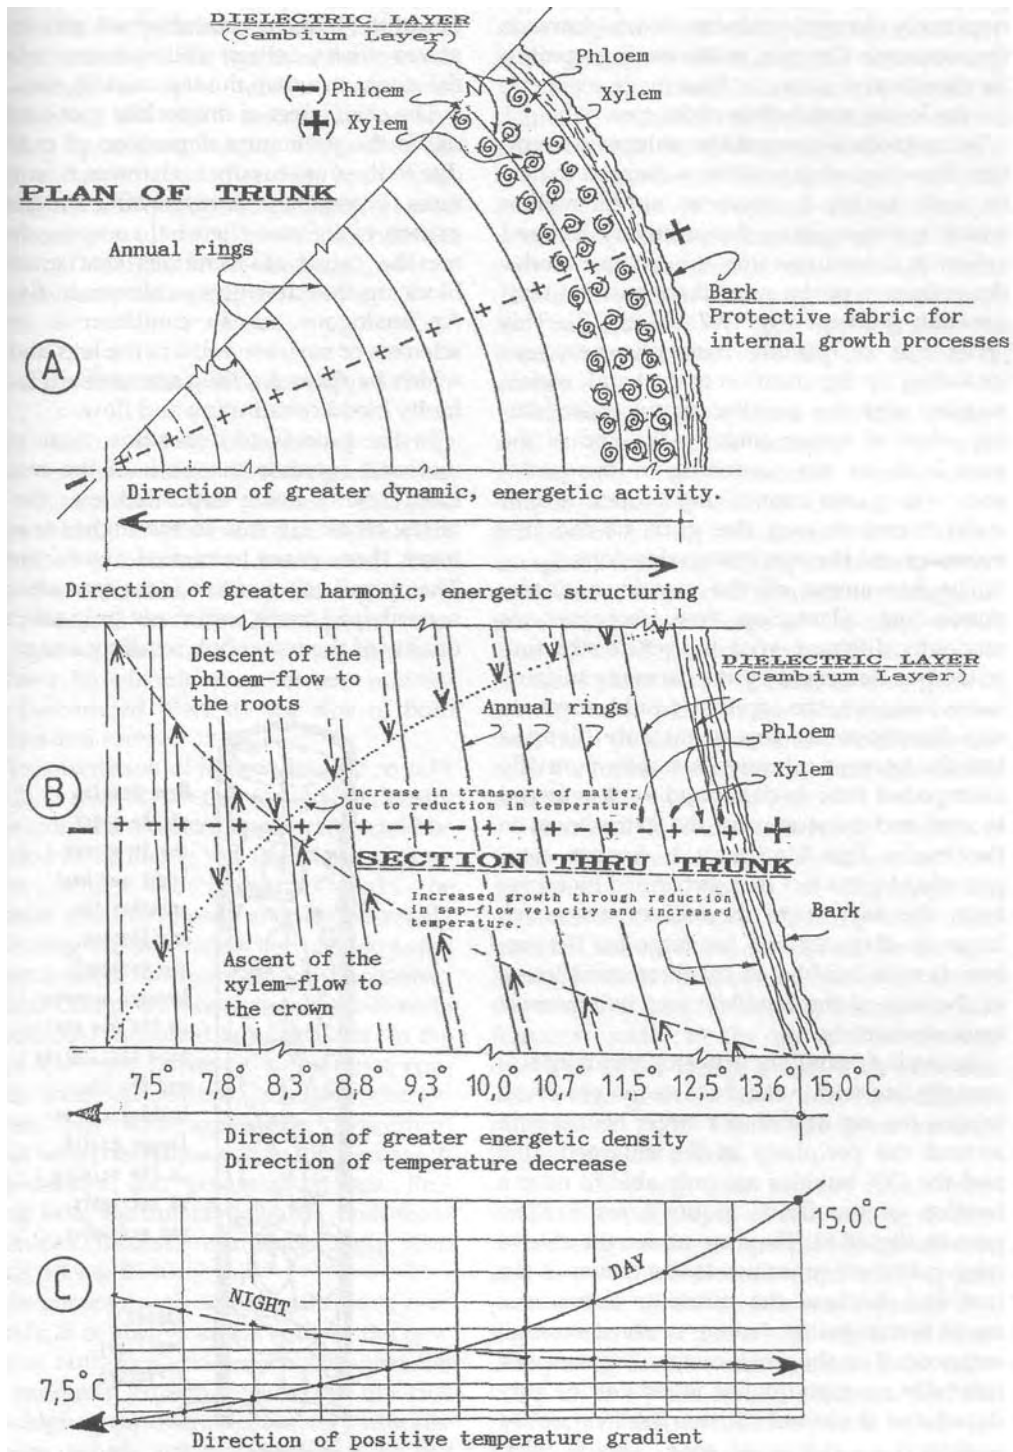 DIELECTRIC LAYER
(Cambium Layer)
Phloem
(−) Phloem
Xylem
(+) Xylem
PLAN OF TRUNK
N
N
N
Annual rings
+
Bark
Protective fabric for
internal growth processes
A
−
Direction of greater dynamic, energetic activity.
Direction of greater harmonic, energetic structuring
Descent of the
phloem-flow to
the roots
DIELECTRIC LAYER
(Cambium Layer)
Annual rings
Phloem
Xylem
B
Increase in transport of matter
due to reduction in temperature
− +
SECTION THRU TRUNK
Increased growth through reduction
in sap-flow velocity and increased
temperature.
Bark
Ascent of the
xylem-flow to
the crown
7,5° 7,8° 8,3° 8,8° 9,3° 10,0° 10,7 11,5° 12,5° 13,6° 15,0°C
Direction of greater energetic density
Direction of temperature decrease
15,0°C
DAY
C
NIGHT
7,5°C
Direction of positive temperature gradient